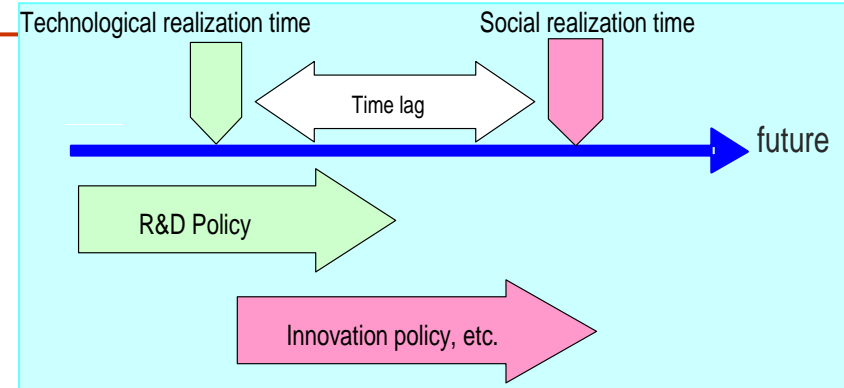 Technological realization time
Social realization time
Time lag
future
R&D Policy
Innovation policy, etc.